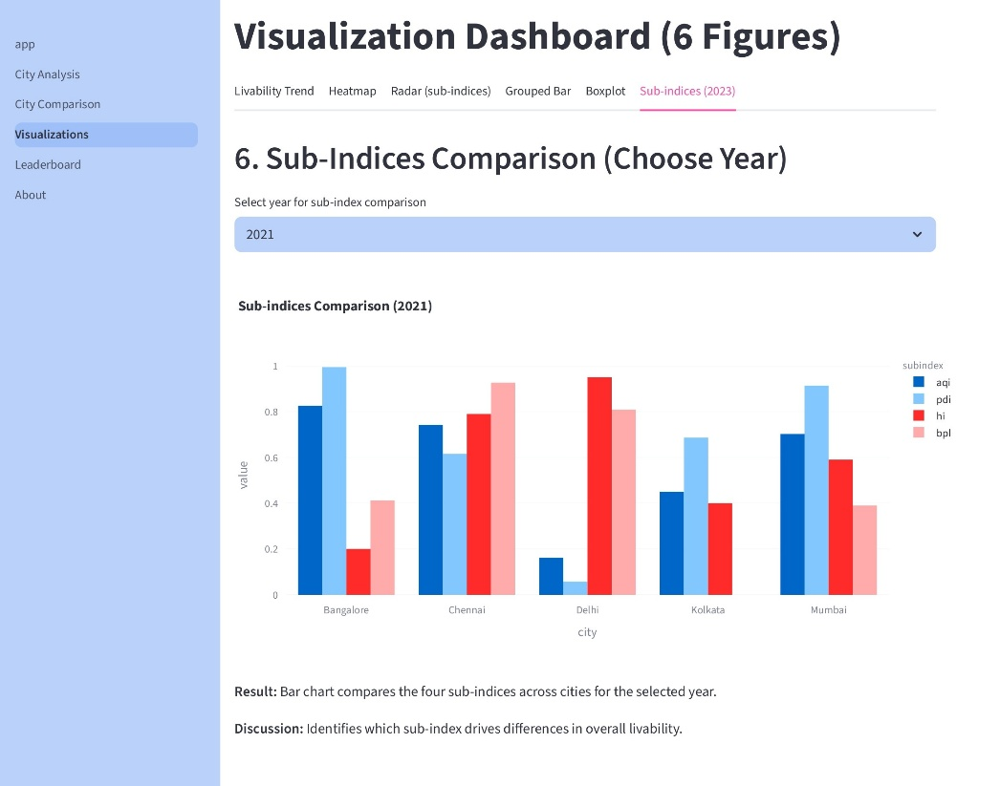 app
City Analysis
City Comparison
Visualizations
Leaderboard
About
Visualization Dashboard (6 Figures)
Livability Trend Heatmap Radar (sub-indices) Grouped Bar Boxplot Sub-indices (2023)
6. Sub-Indices Comparison (Choose Year)
Select year for sub-index comparison
2021
Sub-indices Comparison (2021)
subindex
aqi
pdi
hi
bpl
value
1
0.8
0.6
0.4
0.2
0
Bangalore Chennai Delhi Kolkata Mumbai
city
Result: Bar chart compares the four sub-indices across cities for the selected year.
Discussion: Identifies which sub-index drives differences in overall livability.